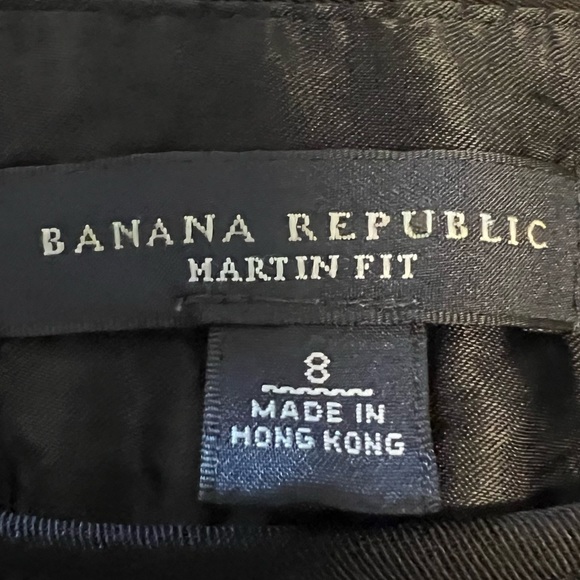 BANANA REPUBLIC
MARTIN FIT
8
MADE IN
HONG KONG